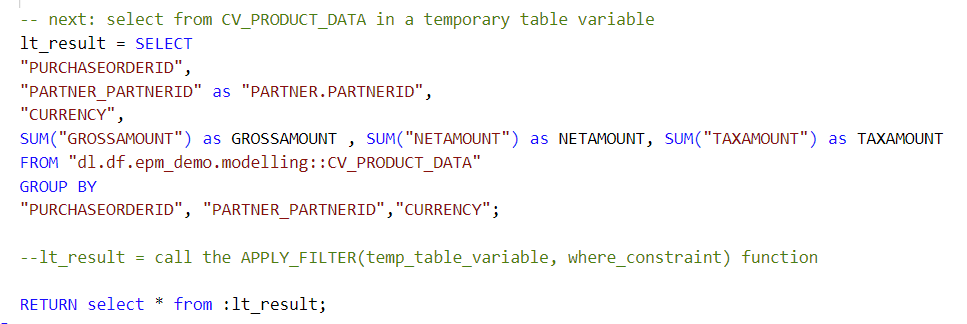 -- next: select from CV_PRODUCT_DATA in a temporary table variable
lt_result = SELECT
"PURCHASEORDERID",
"PARTNER_PARTNERID" as "PARTNER.PARTNERID",
"CURRENCY",
SUM("GROSSAMOUNT") as GROSSAMOUNT , SUM("NETAMOUNT") as NETAMOUNT, SUM("TAXAMOUNT") as TAXAMOUNT
FROM "dl.df.epm_demo.modelling::CV_PRODUCT_DATA"
GROUP BY
"PURCHASEORDERID", "PARTNER_PARTNERID","CURRENCY";
--lt_result = call the APPLY_FILTER(temp_table_variable, where_constraint) function
RETURN select * from :lt_result;